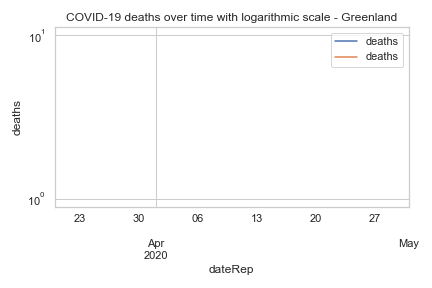 COVID-19 deaths over time with logarithmic scale - Greenland
deaths
deaths
10¹
deaths
10⁰
23 30 06 13 20 27
Apr May
2020
dateRep